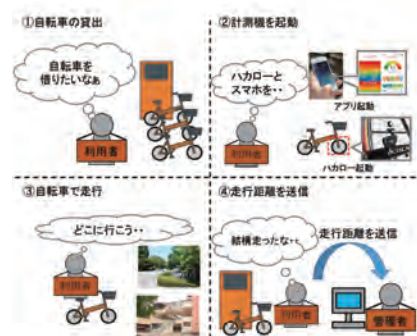 ①自転車の貸出
自転車を
借りたいなぁ
利用者
②計測機を起動
ハカローと
スマホを・・
利用者
アプリ起動
ハカロー起動
③自転車で走行
どこに行こう・・
利用者
④走行距離を送信
結構走ったな・・
走行距離を送信
利用者
管理者